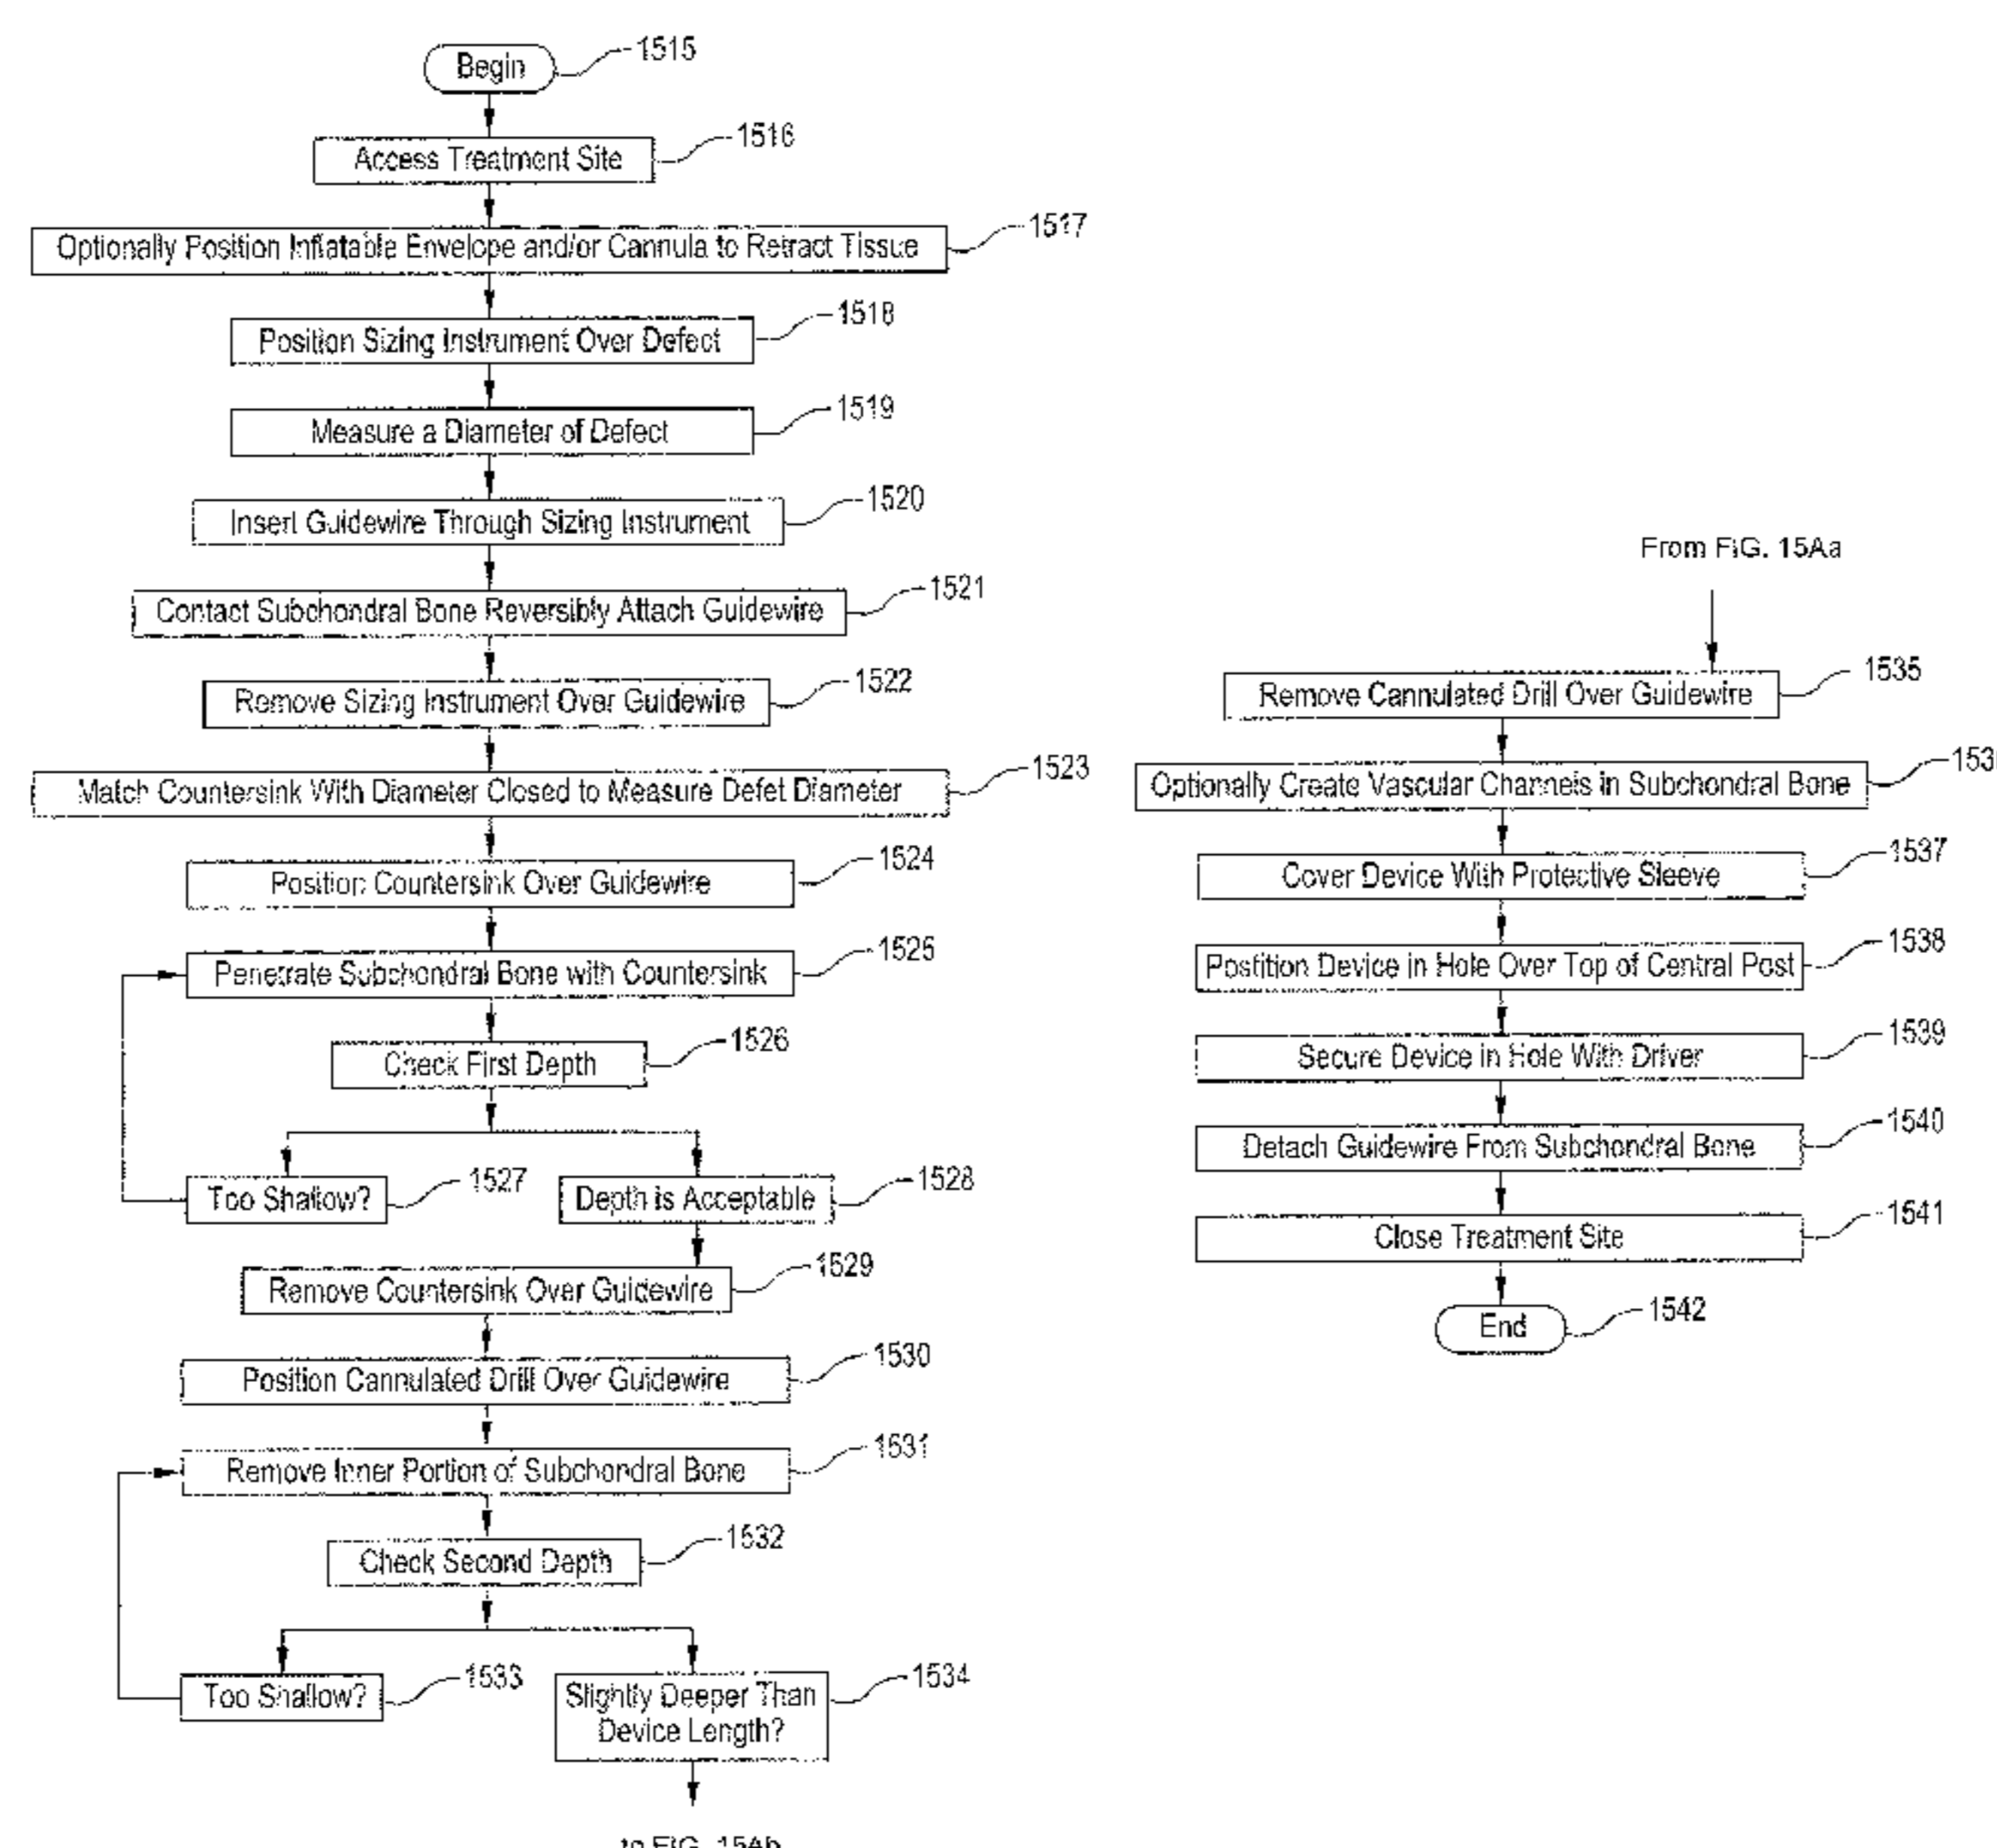 Begin
1515
Access Treatment Site
1516
Optionally Position Inflatable Envelope and/or Cannula to Retract Tissue
1517
Position Sizing Instrument Over Defect
1518
Measure a Diameter of Defect
1519
Insert Guidewire Through Sizing Instrument
1520
Contact Subchondral Bone Reversibly Attach Guidewire
1521
Remove Sizing Instrument Over Guidewire
1522
Match Countersink With Diameter Closed to Measure Defet Diameter
1523
Position Countersink Over Guidewire
1524
Penetrate Subchondral Bone with Countersink
1525
Check First Depth
1526
Too Shallow?
1527
Depth is Acceptable
1528
Remove Countersink Over Guidewire
1529
Position Cannulated Drill Over Guidewire
1530
Remove Inner Portion of Subchondral Bone
1531
Check Second Depth
1532
Too Shallow?
1533
Slightly Deeper Than
Device Length?
1534
to FIG. 15Ab
From FIG. 15Aa
Remove Cannulated Drill Over Guidewire
1535
Optionally Create Vascular Channels in Subchondral Bone
Cover Device With Protective Sleeve
1537
Postition Device in Hole Over Top of Central Post
1538
Secure Device in Hole With Driver
1539
Detach Guidewire From Subchondral Bone
1540
Close Treatment Site
1541
End
1542